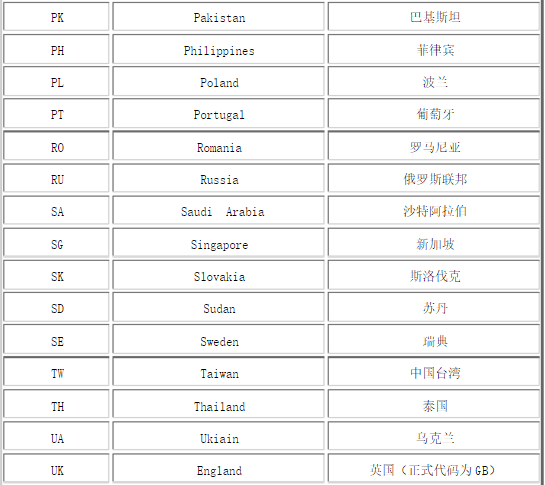 PK Pakistan 巴基斯坦
PH Philippines 菲律宾
PL Poland 波兰
PT Portugal 葡萄牙
RO Romania 罗马尼亚
RU Russia 俄罗斯联邦
SA Saudi Arabia 沙特阿拉伯
SG Singapore 新加坡
SK Slovakia 斯洛伐克
SD Sudan 苏丹
SE Sweden 瑞典
TW Taiwan 中国台湾
TH Thailand 泰国
UA Ukiain 乌克兰
UK England 英国（正式代码为GB）